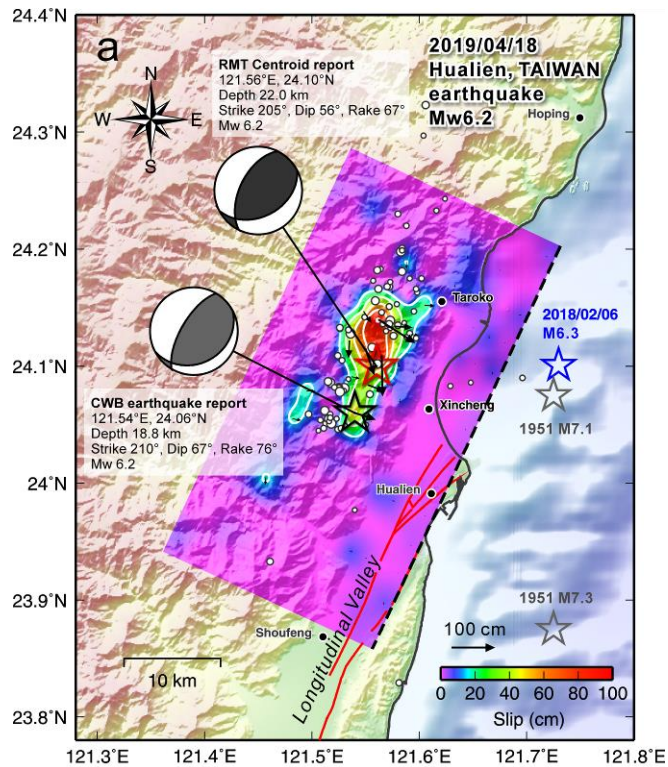 a
2019/04/18
Hualien, TAIWAN
earthquake
Mw6.2
RMT Centroid report
121.56°E, 24.10°N
Depth 22.0 km
Strike 205°, Dip 56°, Rake 67°
Mw 6.2
N
W E
S
Hoping
Taroko
2018/02/06
M6.3
1951 M7.1
Xincheng
CWB earthquake report
121.54°E, 24.06°N
Depth 18.8 km
Strike 210°, Dip 67°, Rake 76°
Mw 6.2
Hualien
1951 M7.3
Shoufeng
Longitudinal Valley
100 cm
10 km
0 20 40 60 80 100
Slip (cm)
24.4°N
24.3°N
24.2°N
24.1°N
24°N
23.9°N
23.8°N
121.3°E 121.4°E 121.5°E 121.6°E 121.7°E 121.8°E